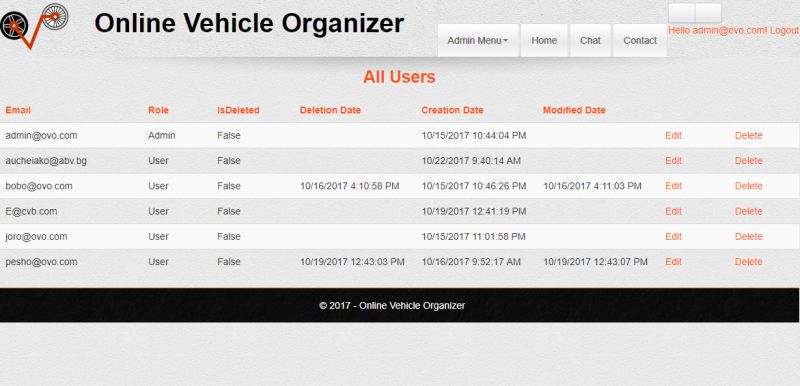 Online Vehicle Organizer
Admin Menu Home Chat Contact
Hello admin@ovo.com! Logout
All Users
Email Role IsDeleted Deletion Date Creation Date Modified Date
admin@ovo.com Admin False 10/15/2017 10:44:04 PM Edit Delete
aucheiako@abv.bg User False 10/22/2017 9:40:14 AM Edit Delete
bobo@ovo.com User False 10/16/2017 4:10:58 PM 10/15/2017 10:46:26 PM 10/16/2017 4:11:03 PM Edit Delete
E@cvb.com User False 10/19/2017 12:41:19 PM Edit Delete
joro@ovo.com User False 10/15/2017 11:01:58 PM Edit Delete
pesho@ovo.com User False 10/19/2017 12:43:03 PM 10/16/2017 9:52:17 AM 10/19/2017 12:43:07 PM Edit Delete
© 2017 - Online Vehicle Organizer